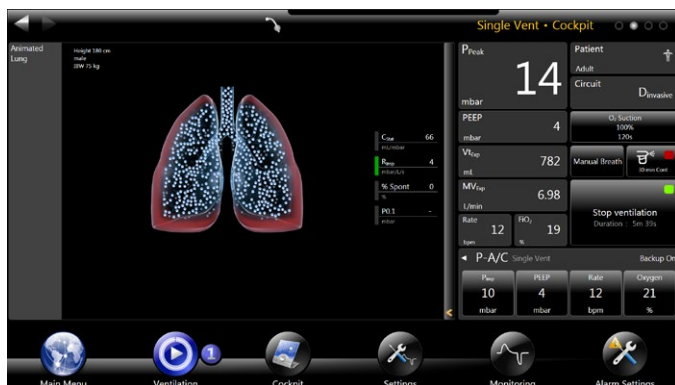 Single Vent • Cockpit
Animated
Lung
Height 180 cm
male
IBW 75 kg
C
66
mL/mbar
R
4
mbar/L/s
% Spont 0
%
P0.1 -
mbar
PPeak
14
mbar
PEEP
4
mbar
VtExp
782
mL
MVExp
6.98
L/min
Rate
12
bpm
FiO2
19
%
Patient
Adult
Circuit
Dinvasive
O2 Suction
100%
120s
Manual Breath
30 min Cont
Stop ventilation
Duration : 5m 39s
P-A/C Single Vent
Backup On
PEEP
Rate
Oxygen
10
4
12
21
mbar
mbar
bpm
%
1
Main Menu
Ventilation
Cockpit
Settings
Monitoring
Alarm Settings